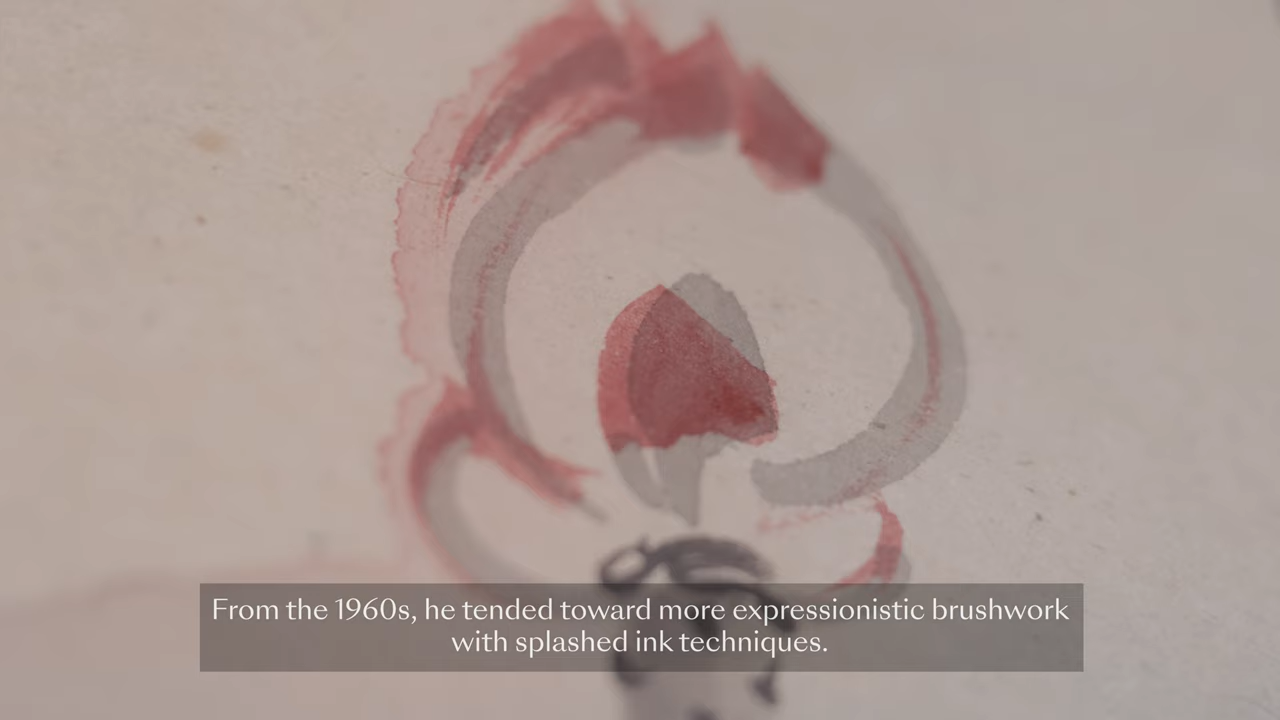 From the 1960s, he tended toward more expressionistic brushwork
with splashed ink techniques.